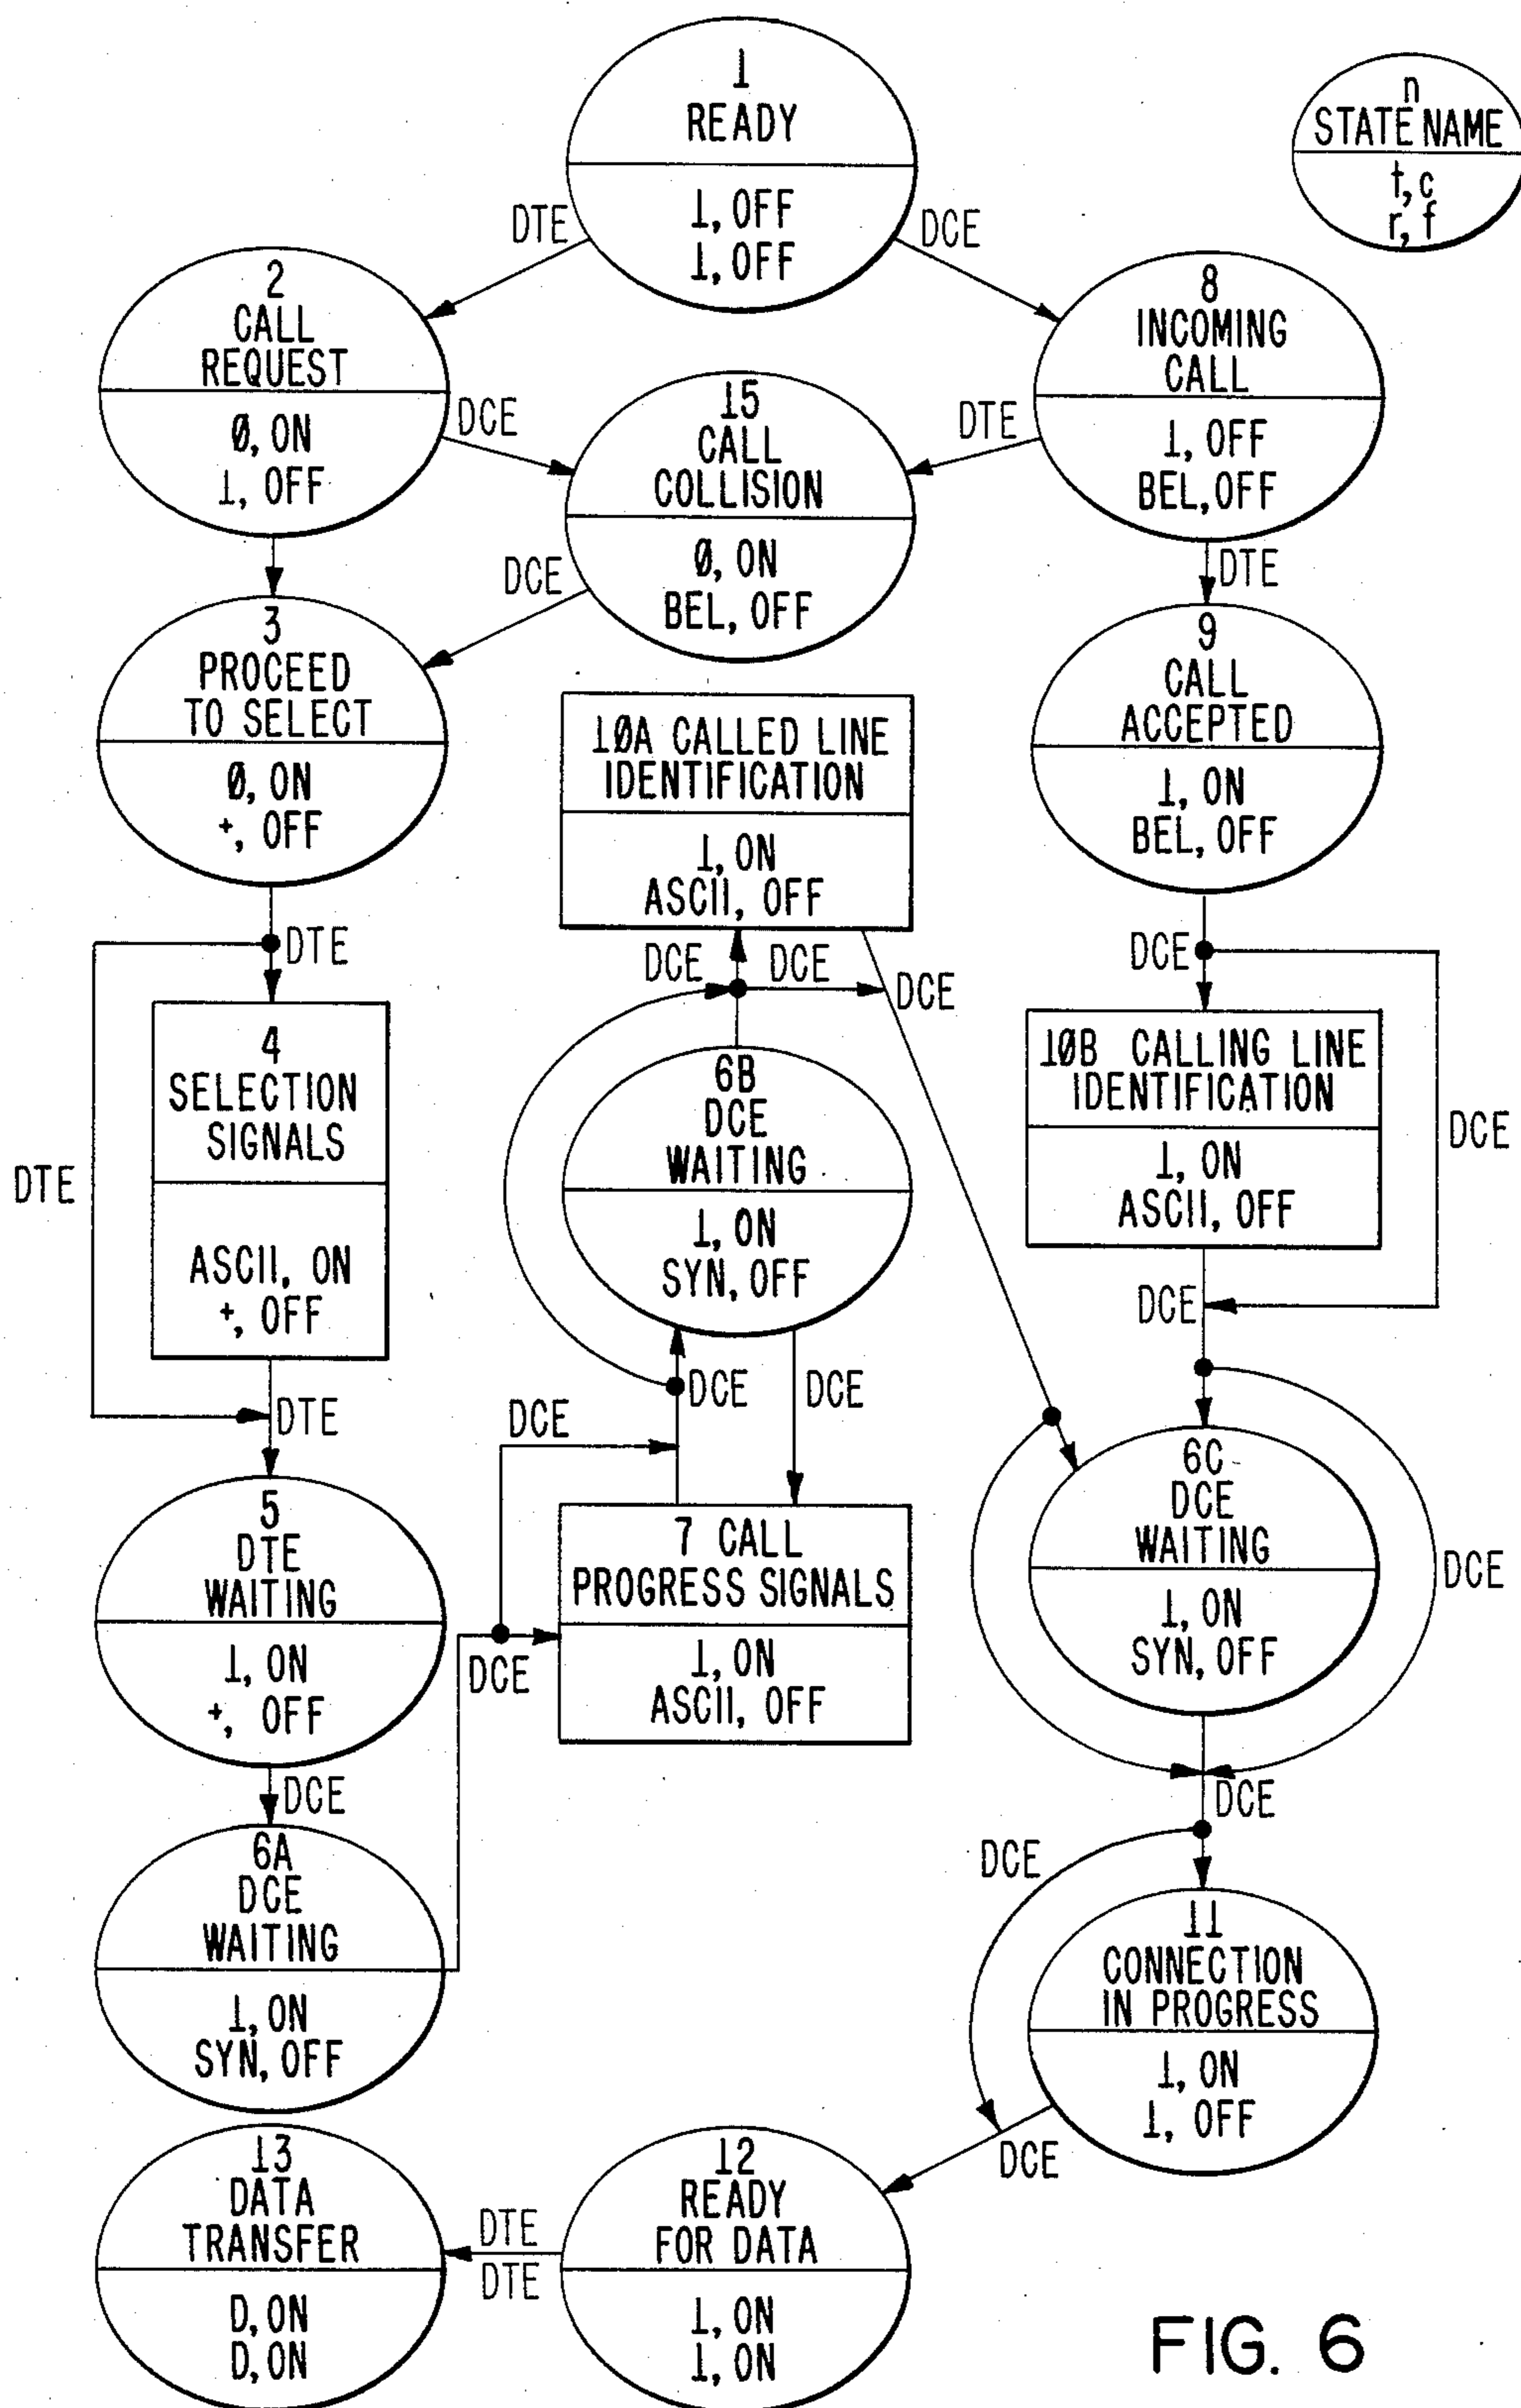 1
READY
1, OFF
1, OFF
n
STATE NAME
t, c
r, f
DTE
DCE
2
CALL
REQUEST
Ø, ON
1, OFF
8
INCOMING
CALL
1, OFF
BEL, OFF
DCE
DTE
15
CALL
COLLISION
Ø, ON
BEL, OFF
DCE
DTE
3
PROCEED
TO SELECT
Ø, ON
+, OFF
9
CALL
ACCEPTED
1, ON
BEL, OFF
1ØA CALLED LINE
IDENTIFICATION
1, ON
ASCII, OFF
DTE
DCE
DCE
DCE
DCE
4
SELECTION
SIGNALS
ASCII, ON
+, OFF
DTE
6B
DCE
WAITING
1, ON
SYN, OFF
1ØB CALLING LINE
IDENTIFICATION
1, ON
ASCII, OFF
DCE
DCE
DTE
DCE
DCE
DCE
5
DTE
WAITING
1, ON
+, OFF
7 CALL
PROGRESS SIGNALS
1, ON
ASCII, OFF
DCE
6C
DCE
WAITING
1, ON
SYN, OFF
DCE
DCE
DCE
6A
DCE
WAITING
1, ON
SYN, OFF
DCE
11
CONNECTION
IN PROGRESS
1, ON
1, OFF
DCE
13
DATA
TRANSFER
D, ON
D, ON
DTE
DTE
12
READY
FOR DATA
1, ON
1, ON
FIG. 6